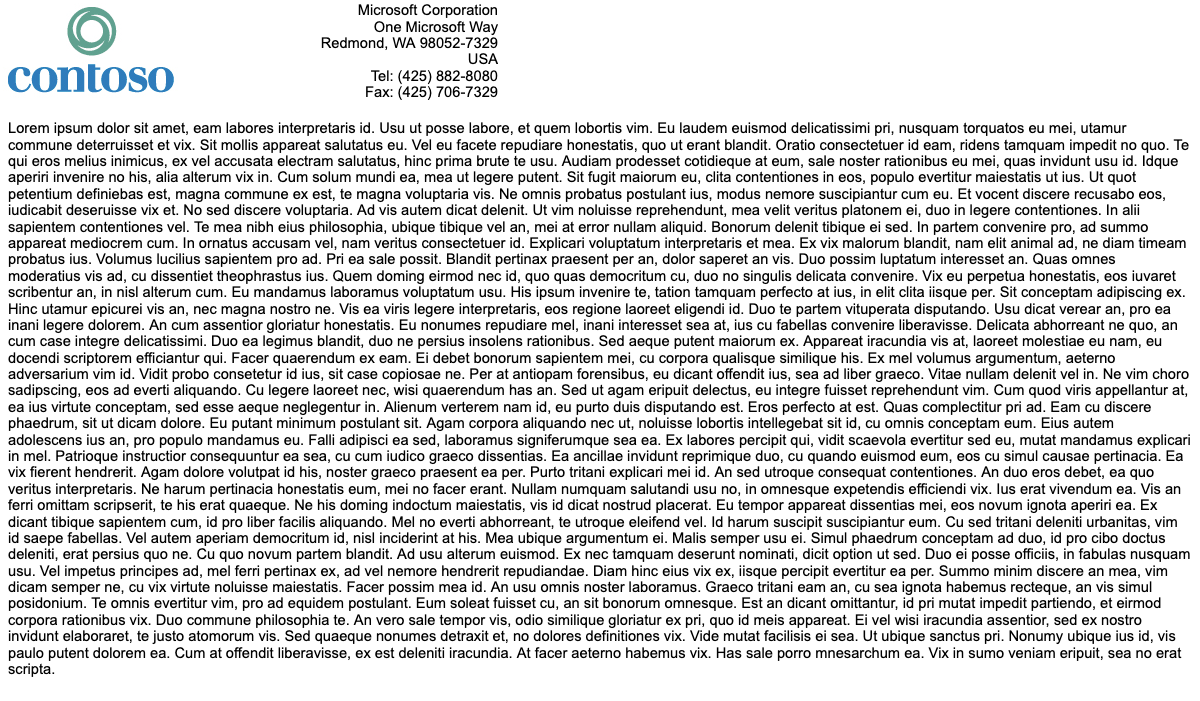 contoso
Microsoft Corporation
One Microsoft Way
Redmond, WA 98052-7329
USA
Tel: (425) 882-8080
Fax: (425) 706-7329
Lorem ipsum dolor sit amet, eam labores interpretaris id. Usu ut posse labore, et quem lobortis vim. Eu laudem euismod delicatissimi pri, nusquam torquatos eu mei, utamur
commune deterruisset et vix. Sit mollis appareat salutatus eu. Vel eu facete repudiare honestatis, quo ut erant blandit. Oratio consectetuer id eam, ridens tamquam impedit no quo. Te
qui eros melius inimicus, ex vel accusata electram salutatus, hinc prima brute te usu. Audiam prodesset cotidieque at eum, sale noster rationibus eu mei, quas invidunt usu id. Idque
aperiri invenire no his, alia alterum vix in. Cum solum mundi ea, mea ut legere putent. Sit fugit maiorum eu, clita contentiones in eos, populo evertitur maiestatis ut ius. Ut quot
petentium definiebas est, magna commune ex est, te magna voluptaria vis. Ne omnis probatus postulant ius, modus nemore suscipiantur cum eu. Et vocent discere recusabo eos,
iudicabit deseruisse vix et. No sed discere voluptaria. Ad vis autem dicat delenit. Ut vim noluisse reprehendunt, mea velit veritus platonem ei, duo in legere contentiones. In alii
sapientem contentiones vel. Te mea nibh eius philosophia, ubique tibique vel an, mei at error nullam aliquid. Bonorum delenit tibique ei sed. In partem convenire pro, ad summo
appareat mediocrem cum. In ornatus accusam vel, nam veritus consectetuer id. Explicari voluptatum interpretaris et mea. Ex vix malorum blandit, nam elit animal ad, ne diam timeam
probatus ius. Volumus lucilius sapientem pro ad. Pri ea sale possit. Blandit pertinax praesent per an, dolor saperet an vis. Duo possim luptatum interesset an. Quas omnes
moderatius vis ad, cu dissentiet theophrastus ius. Quem doming eirmod nec id, quo quas democritum cu, duo no singulis delicata convenire. Vix eu perpetua honestatis, eos iuvaret
scribentur an, in nisl alterum cum. Eu mandamus laboramus voluptatum usu. His ipsum invenire te, tation tamquam perfecto at ius, in elit clita iisque per. Sit conceptam adipiscing ex.
Hinc utamur epicurei vis an, nec magna nostro ne. Vis ea viris legere interpretaris, eos regione laoreet eligendi id. Duo te partem vituperata disputando. Usu dicat verear an, pro ea
inani legere dolorem. An cum assentior gloriatur honestatis. Eu nonumes repudiare mel, inani interesset sea at, ius cu fabellas convenire liberavisse. Delicata abhorreant ne quo, an
cum case integre delicatissimi. Duo ea legimus blandit, duo ne persius insolens rationibus. Sed aeque putent maiorum ex. Appareat iracundia vis at, laoreet molestiae eu nam, eu
docendi scriptorem efficiantur qui. Facer quaerendum ex eam. Ei debet bonorum sapientem mei, cu corpora qualisque similique his. Ex mel volumus argumentum, aeterno
adversarium vim id. Vidit probo consetetur id ius, sit case copiosae ne. Per at antiopam forensibus, eu dicant offendit ius, sea ad liber graeco. Vitae nullam delenit vel in. Ne vim choro
sadipscing, eos ad everti aliquando. Cu legere laoreet nec, wisi quaerendum has an. Sed ut agam eripuit delectus, eu integre fuisset reprehendunt vim. Cum quod viris appellantur at,
ea ius virtute conceptam, sed esse aeque neglegentur in. Alienum verterem nam id, eu purto duis disputando est. Eros perfecto at est. Quas complectitur pri ad. Eam cu discere
phaedrum, sit ut dicam dolore. Eu putant minimum postulant sit. Agam corpora aliquando nec ut, noluisse lobortis intellegebat sit id, cu omnis conceptam eum. Eius autem
adolescens ius an, pro populo mandamus eu. Falli adipisci ea sed, laboramus signiferumque sea ea. Ex labores percipit qui, vidit scaevola evertitur sed eu, mutat mandamus explicari
in mel. Patrioque instructior consequuntur ea sea, cu cum iudico graeco dissentias. Ea ancillae invidunt reprimique duo, cu quando euismod eum, eos cu simul causae pertinacia. Ea
vix fierent hendrerit. Agam dolore volutpat id his, noster graeco praesent ea per. Purto tritani explicari mei id. An sed utroque consequat contentiones. An duo eros debet, ea quo
veritus interpretaris. Ne harum pertinacia honestatis eum, mei no facer erant. Nullam numquam salutandi usu no, in omnesque expetendis efficiendi vix. Ius erat vivendum ea. Vis an
ferri omittam scripserit, te his erat quaeque. Ne his doming indoctum maiestatis, vis id dicat nostrud placerat. Eu tempor appareat dissentias mei, eos novum ignota aperiri ea. Ex
dicant tibique sapientem cum, id pro liber facilis aliquando. Mel no everti abhorreant, te utroque eleifend vel. Id harum suscipit suscipiantur eum. Cu sed tritani deleniti urbanitas, vim
id saepe fabellas. Vel autem aperiam democritum id, nisl inciderint at his. Mea ubique argumentum ei. Malis semper usu ei. Simul phaedrum conceptam ad duo, id pro cibo doctus
deleniti, erat persius quo ne. Cu quo novum partem blandit. Ad usu alterum euismod. Ex nec tamquam deserunt nominati, dicit option ut sed. Duo ei posse officiis, in fabulas nusquam
usu. Vel impetus principes ad, mel ferri pertinax ex, ad vel nemore hendrerit repudiandae. Diam hinc eius vix ex, iisque percipit evertitur ea per. Summo minim discere an mea, vim
dicam semper ne, cu vix virtute noluisse maiestatis. Facer possim mea id. An usu omnis noster laboramus. Graeco tritani eam an, cu sea ignota habemus recteque, an vis simul
posidonium. Te omnis evertitur vim, pro ad equidem postulant. Eum soleat fuisset cu, an sit bonorum omnesque. Est an dicant omittantur, id pri mutat impedit partiendo, et eirmod
corpora rationibus vix. Duo commune philosophia te. An vero sale tempor vis, odio similique gloriatur ex pri, quo id meis appareat. Ei vel wisi iracundia assentior, sed ex nostro
invidunt elaboraret, te justo atomorum vis. Sed quaeque nonumes detraxit et, no dolores definitiones vix. Vide mutat facilisis ei sea. Ut ubique sanctus pri. Nonumy ubique ius id, vis
paulo putent dolorem ea. Cum at offendit liberavisse, ex est deleniti iracundia. At facer aeterno habemus vix. Has sale porro mnesarchum ea. Vix in sumo veniam eripuit, sea no erat
scripta.